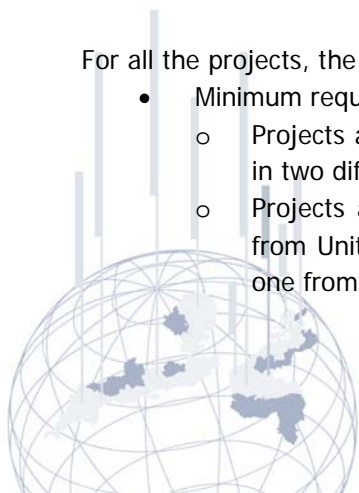 For all the projects, the
• Minimum requ
o Projects a
in two dif
o Projects a
from Unit
one from